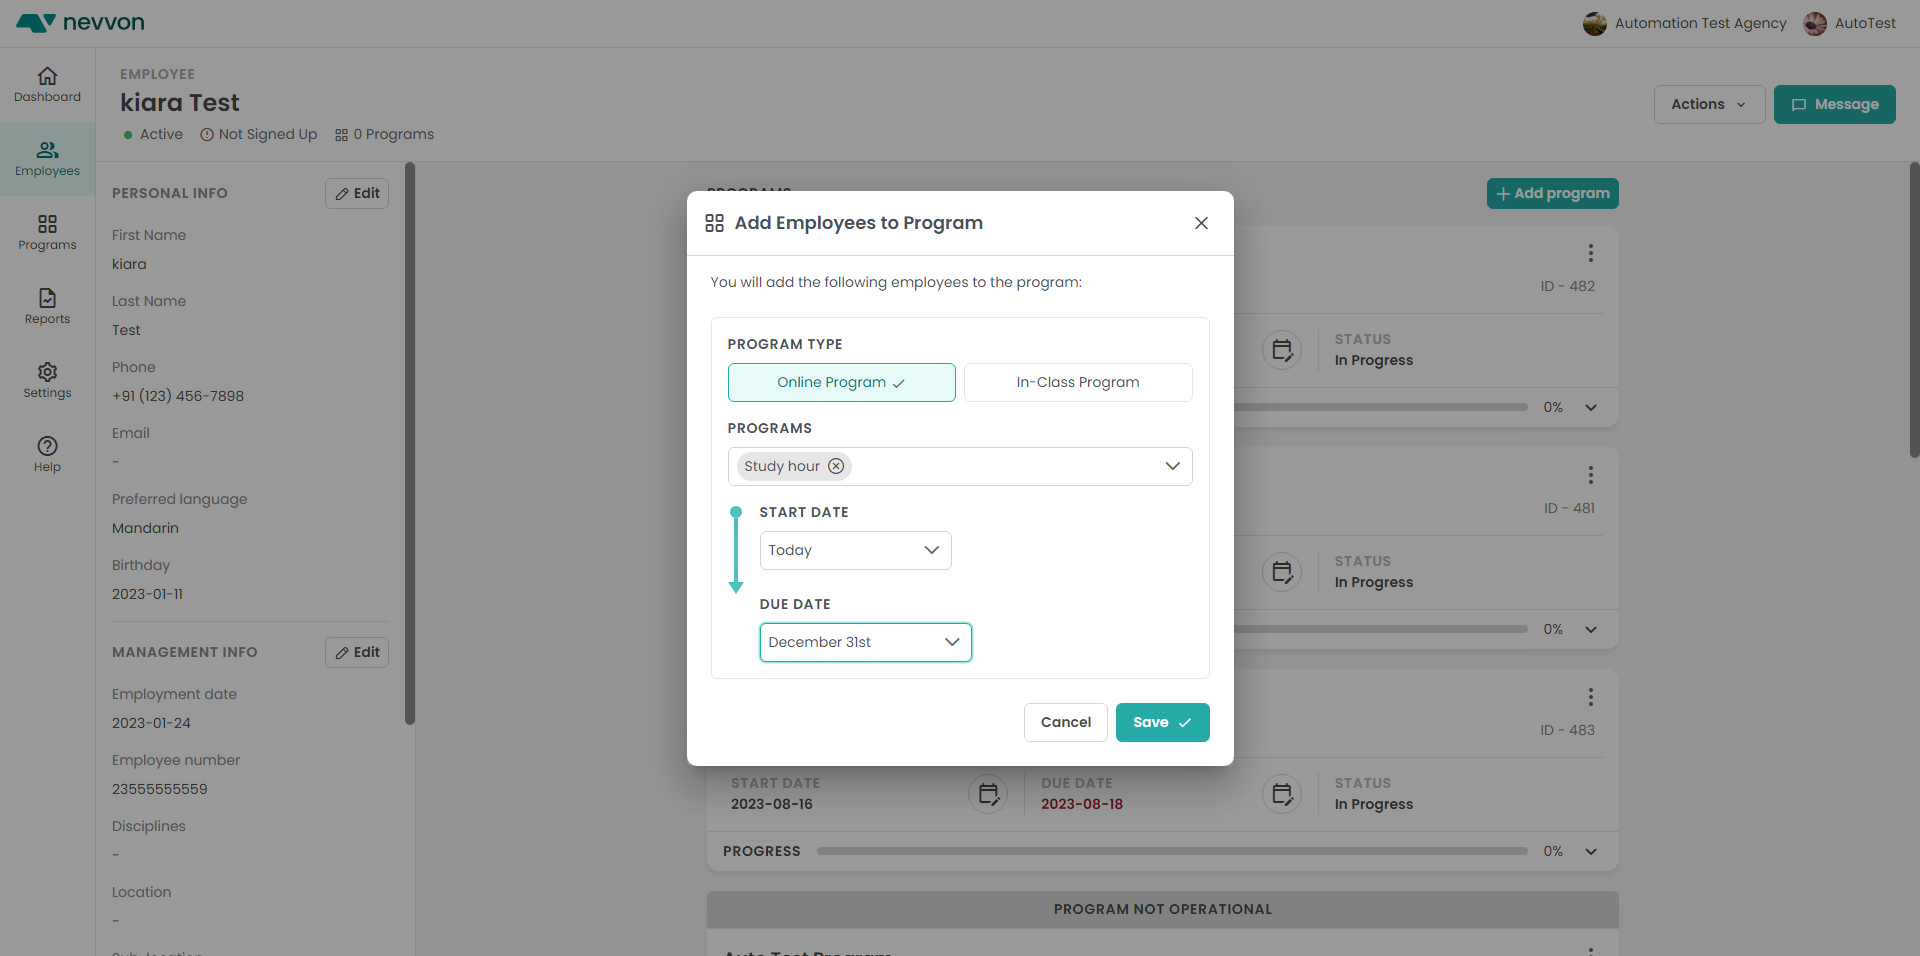 nevvon
Automation Test Agency
AutoTest
Dashboard
Employees
Programs
Reports
Settings
Help
EMPLOYEE
kiara Test
Active
Not Signed Up
0 Programs
Actions
Message
PERSONAL INFO
Edit
First Name
kiara
Last Name
Test
Phone
+91 (123) 456-7898
Email
-
Preferred language
Mandarin
Birthday
2023-01-11
MANAGEMENT INFO
Edit
Employment date
2023-01-24
Employee number
23555555559
Disciplines
-
Location
-
Sub-location
PROGRAMS
Add program
Add Employees to Program
You will add the following employees to the program:
PROGRAM TYPE
Online Program
In-Class Program
PROGRAMS
Study hour
START DATE
Today
DUE DATE
December 31st
Cancel
Save
ID - 482
STATUS
In Progress
0%
ID - 481
STATUS
In Progress
0%
ID - 483
START DATE
2023-08-16
DUE DATE
2023-08-18
STATUS
In Progress
PROGRESS
0%
PROGRAM NOT OPERATIONAL
Auto Test Program